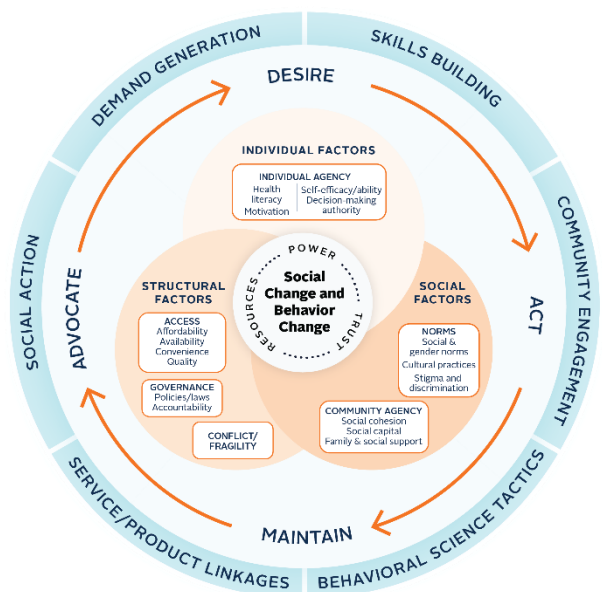 DEMAND GENERATION
SKILLS BUILDING
COMMUNITY ENGAGEMENT
BEHAVIORAL SCIENCE TACTICS
SERVICE/PRODUCT LINKAGES
SOCIAL ACTION
DESIRE
ACT
MAINTAIN
ADVOCATE
INDIVIDUAL FACTORS
INDIVIDUAL AGENCY
Health
literacy
Motivation
Self-efficacy/ability
Decision-making
authority
POWER
TRUST
RESOURCES
Social
Change and
Behavior
Change
STRUCTURAL
FACTORS
ACCESS
Affordability
Availability
Convenience
Quality
GOVERNANCE
Policies/laws
Accountability
CONFLICT/
FRAGILITY
SOCIAL
FACTORS
NORMS
Social &
gender norms
Cultural practices
Stigma and
discrimination
COMMUNITY AGENCY
Social cohesion
Social capital
Family & social support